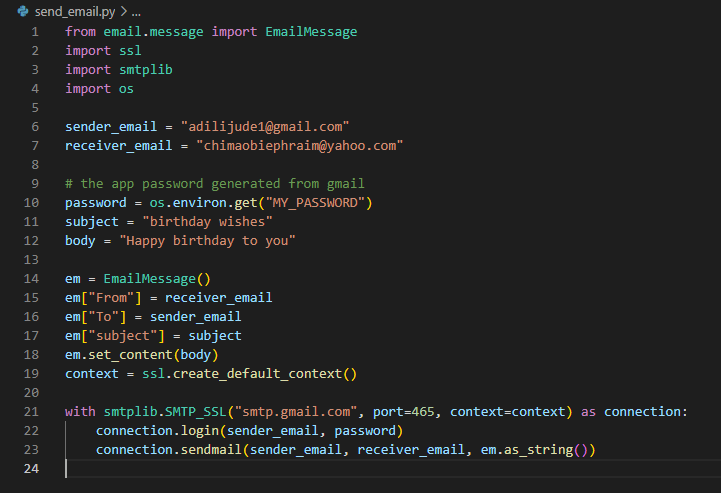 send_email.py > ...
1 from email.message import EmailMessage
2 import ssl
3 import smtplib
4 import os
5
6 sender_email = "adilijude1@gmail.com"
7 receiver_email = "chimaobiephraim@yahoo.com"
8
9 # the app password generated from gmail
10 password = os.environ.get("MY_PASSWORD")
11 subject = "birthday wishes"
12 body = "Happy birthday to you"
13
14 em = EmailMessage()
15 em["From"] = receiver_email
16 em["To"] = sender_email
17 em["subject"] = subject
18 em.set_content(body)
19 context = ssl.create_default_context()
20
21 with smtplib.SMTP_SSL("smtp.gmail.com", port=465, context=context) as connection:
22     connection.login(sender_email, password)
23     connection.sendmail(sender_email, receiver_email, em.as_string())
24